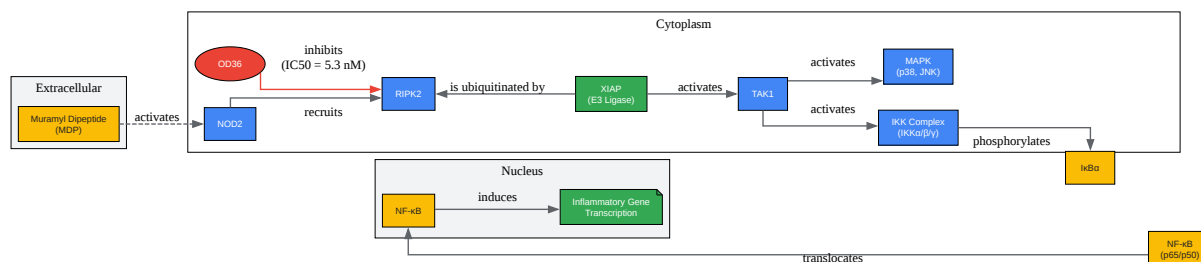 Cytoplasm
OD36
inhibits
(IC50 = 5.3 nM)
MAPK
(p38, JNK)
activates
Extracellular
Muramyl Dipeptide
(MDP)
activates
NOD2
recruits
RIPK2
is ubiquitinated by
XIAP
(E3 Ligase)
activates
TAK1
activates
IKK Complex
(IKKα/β/γ)
phosphorylates
IκBα
Nucleus
NF-κB
induces
Inflammatory Gene
Transcription
NF-κB
(p65/p50)
translocates